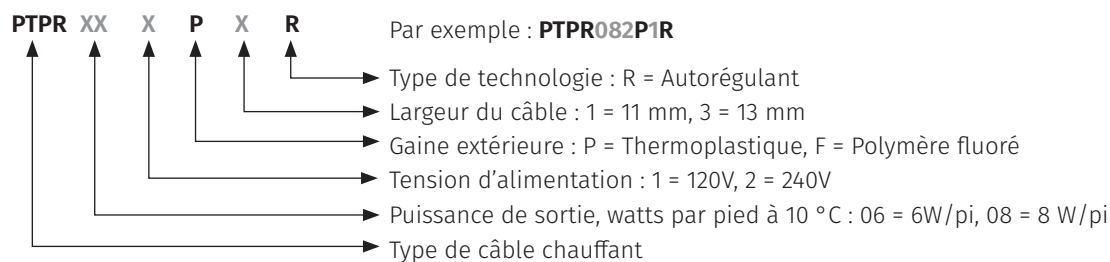 PTPR XX X P X R
Par exemple : PTPR082P1R
Type de technologie : R = Autorégulant
Largeur du câble : 1 = 11 mm, 3 = 13 mm
Gaine extérieure : P = Thermoplastique, F = Polymère fluoré
Tension d’alimentation : 1 = 120V, 2 = 240V
Puissance de sortie, watts par pied à 10 °C : 06 = 6W/pi, 08 = 8 W/pi
Type de câble chauffant